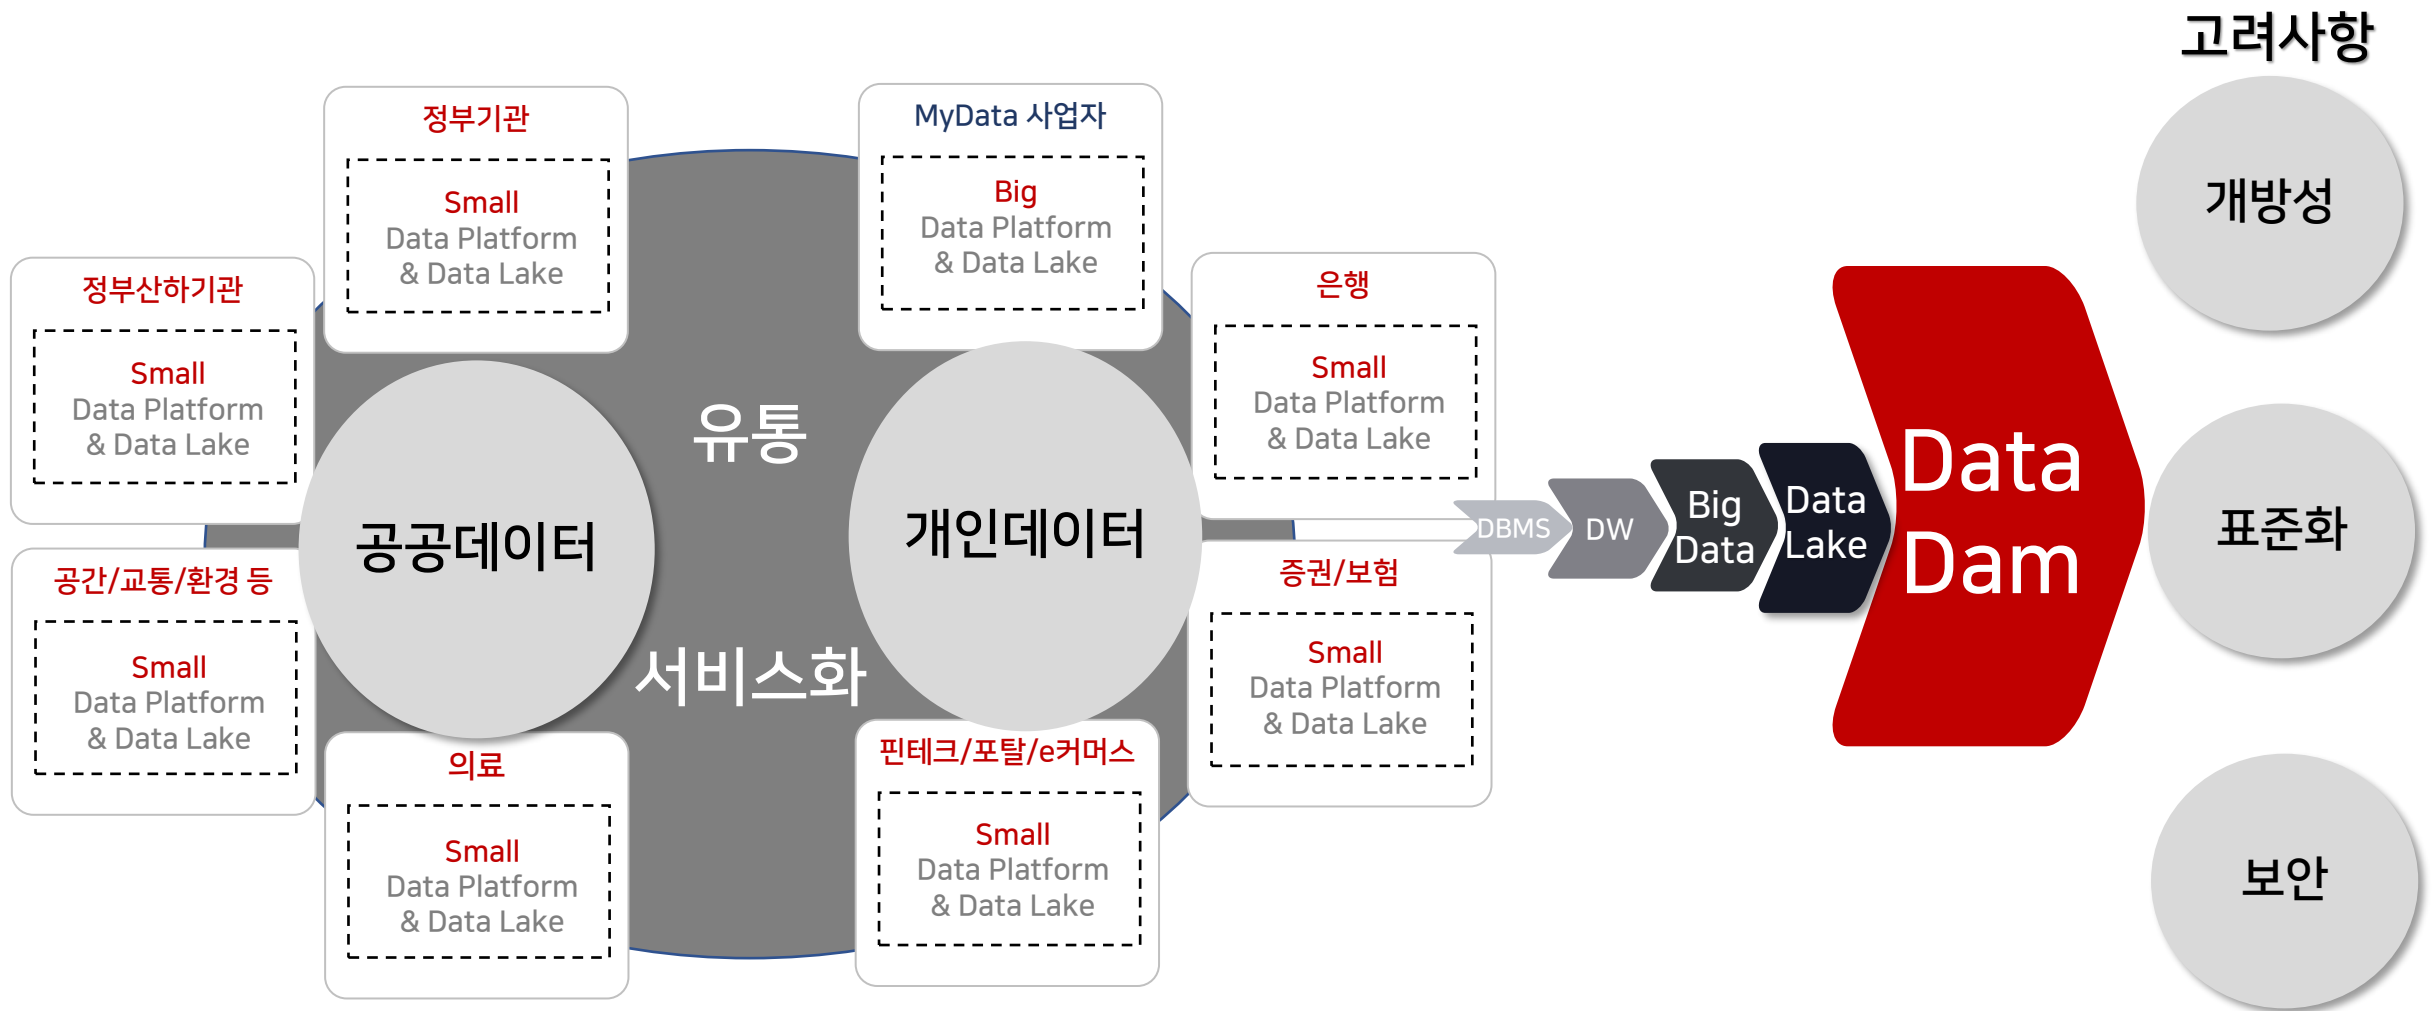 고려사항
정부기관
Small
Data Platform
& Data Lake
MyData 사업자
Big
Data Platform
& Data Lake
정부산하기관
Small
Data Platform
& Data Lake
은행
Small
Data Platform
& Data Lake
공간/교통/환경 등
Small
Data Platform
& Data Lake
증권/보험
Small
Data Platform
& Data Lake
의료
Small
Data Platform
& Data Lake
핀테크/포탈/e커머스
Small
Data Platform
& Data Lake
공공데이터
유통
서비스화
개인데이터
DBMS
DW
Big
Data
Data
Lake
Data
Dam
개방성
표준화
보안